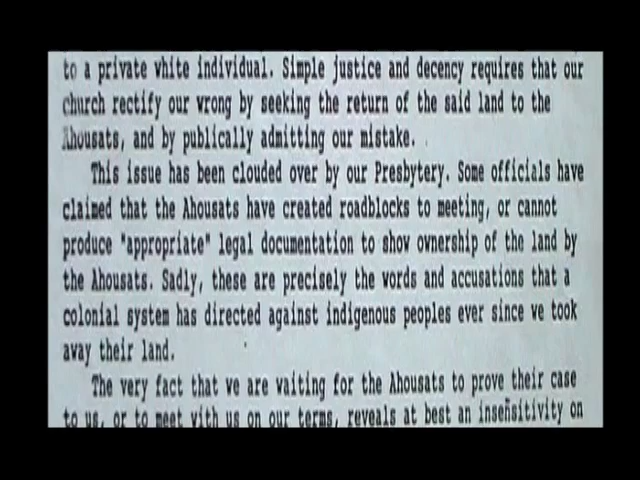 to a private white individual. Simple justice and decency requires that our
church rectify our wrong by seeking the return of the said land to the
Ahousats, and by publically admitting our mistake.
This issue has been clouded over by our Presbytery. Some officials have
claimed that the Ahousats have created roadblocks to meeting, or cannot
produce "appropriate" legal documentation to show ownership of the land by
the Ahousats. Sadly, these are precisely the words and accusations that a
colonial system has directed against indigenous peoples ever since we took
away their land.
The very fact that we are waiting for the Ahousats to prove their case
to us, or to meet with us on our terms, reveals at best an insensitivity on